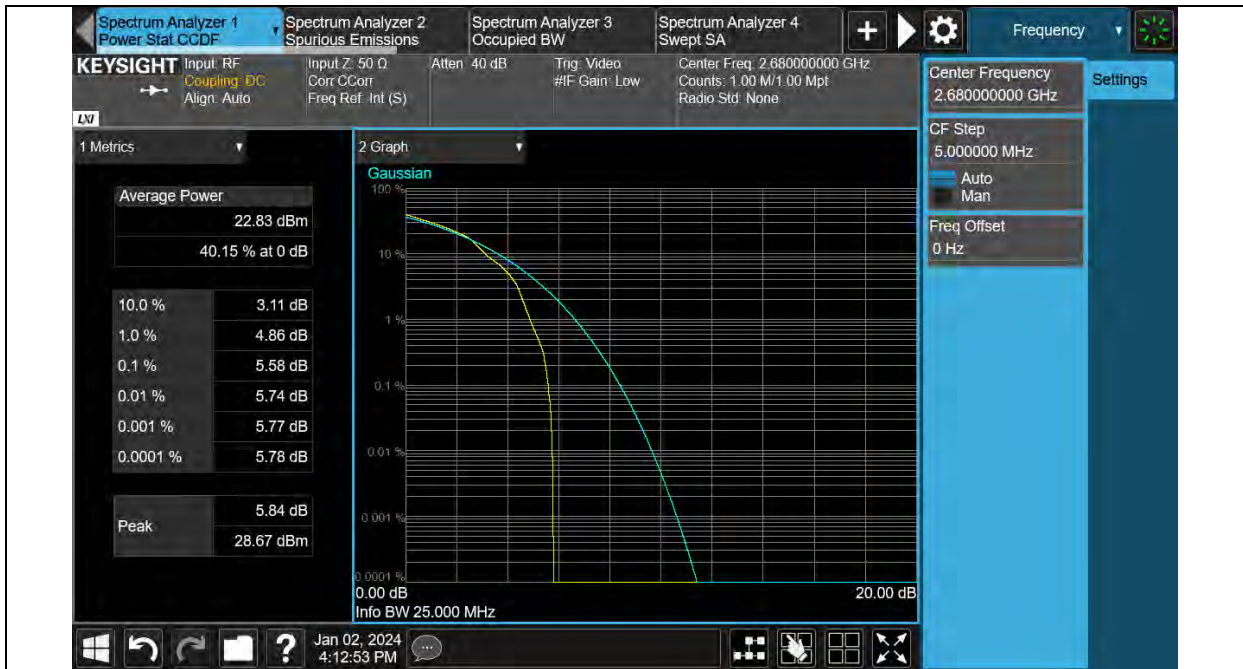 Spectrum Analyzer 1
Power Stat CCDF
Spectrum Analyzer 2
Spurious Emissions
Spectrum Analyzer 3
Occupied BW
Spectrum Analyzer 4
Swept SA
Frequency
KEYSIGHT
LXI
Input: RF
Coupling: DC
Align: Auto
Input Z: 50 Ω
Corr CCorr
Freq Ref: Int (S)
Atten: 40 dB
Trig: Video
#IF Gain: Low
Center Freq: 2.680000000 GHz
Counts: 1.00 M/1.00 Mpt
Radio Std: None
Center Frequency
2.680000000 GHz
Settings
CF Step
5.000000 MHz
Auto
Man
Freq Offset
0 Hz
1 Metrics
Average Power
22.83 dBm
40.15 % at 0 dB
10.0 % 3.11 dB
1.0 % 4.86 dB
0.1 % 5.58 dB
0.01 % 5.74 dB
0.001 % 5.77 dB
0.0001 % 5.78 dB
Peak
5.84 dB
28.67 dBm
2 Graph
Gaussian
100 %
10 %
1 %
0.1 %
0.01 %
0.001 %
0.0001 %
0.00 dB
20.00 dB
Info BW 25.000 MHz
?
Jan 02, 2024
4:12:53 PM